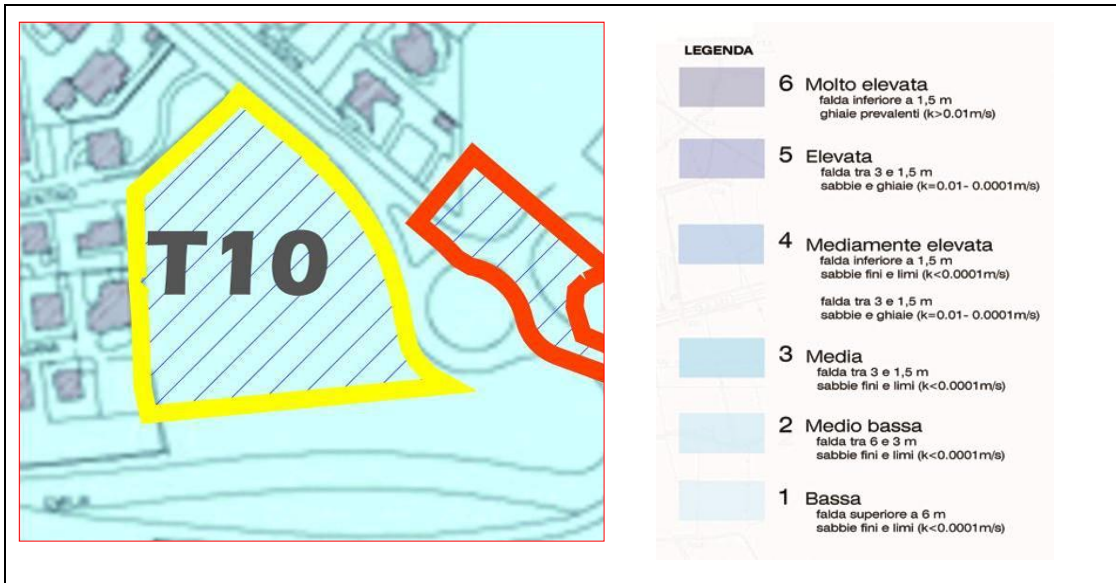 T10
LEGENDA
6 Molto elevata
falda inferiore a 1,5 m
ghiaie prevalenti (k>0.01m/s)
5 Elevata
falda tra 3 e 1,5 m
sabbie e ghiaie (k=0.01- 0.0001m/s)
4 Mediamente elevata
falda inferiore a 1,5 m
sabbie fini e limi (k<0.0001m/s)
falda tra 3 e 1,5 m
sabbie e ghiaie (k=0.01- 0.0001m/s)
3 Media
falda tra 3 e 1,5 m
sabbie fini e limi (k<0.0001m/s)
2 Medio bassa
falda tra 6 e 3 m
sabbie fini e limi (k<0.0001m/s)
1 Bassa
falda superiore a 6 m
sabbie fini e limi (k<0.0001m/s)